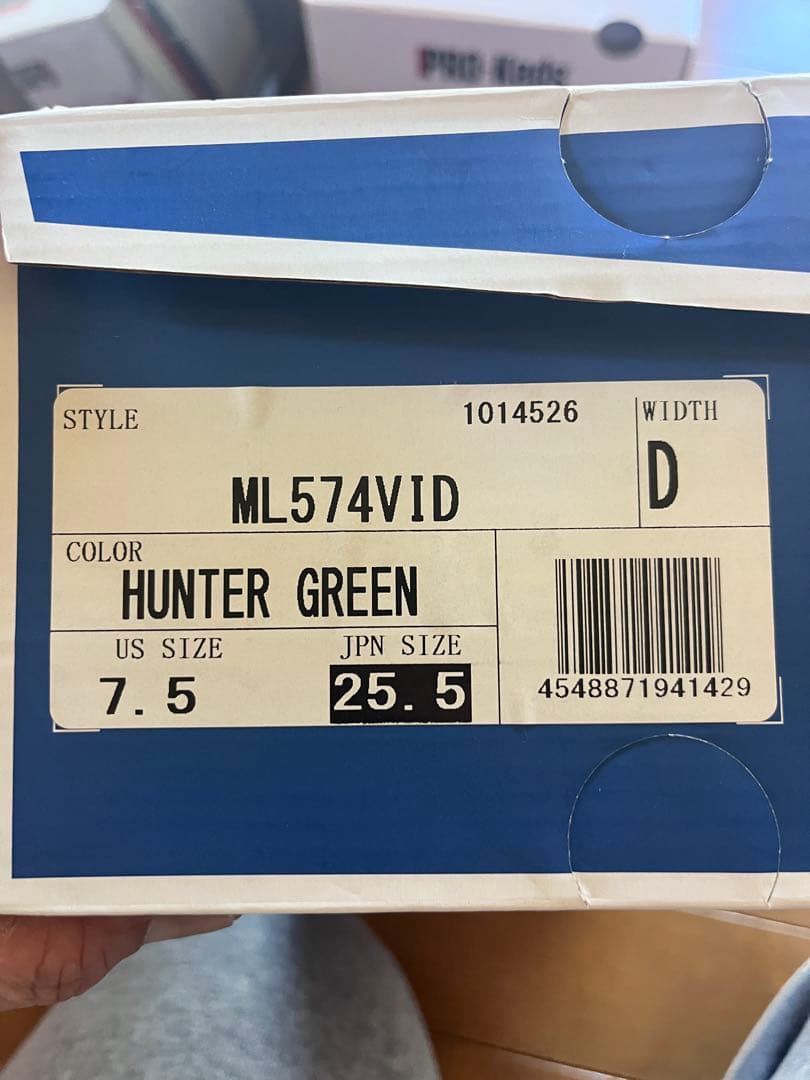 PRO-Keds
STYLE
1014526
WIDTH
ML574VID
D
COLOR
HUNTER GREEN
US SIZE
JPN SIZE
7.5
25.5
4548871941429